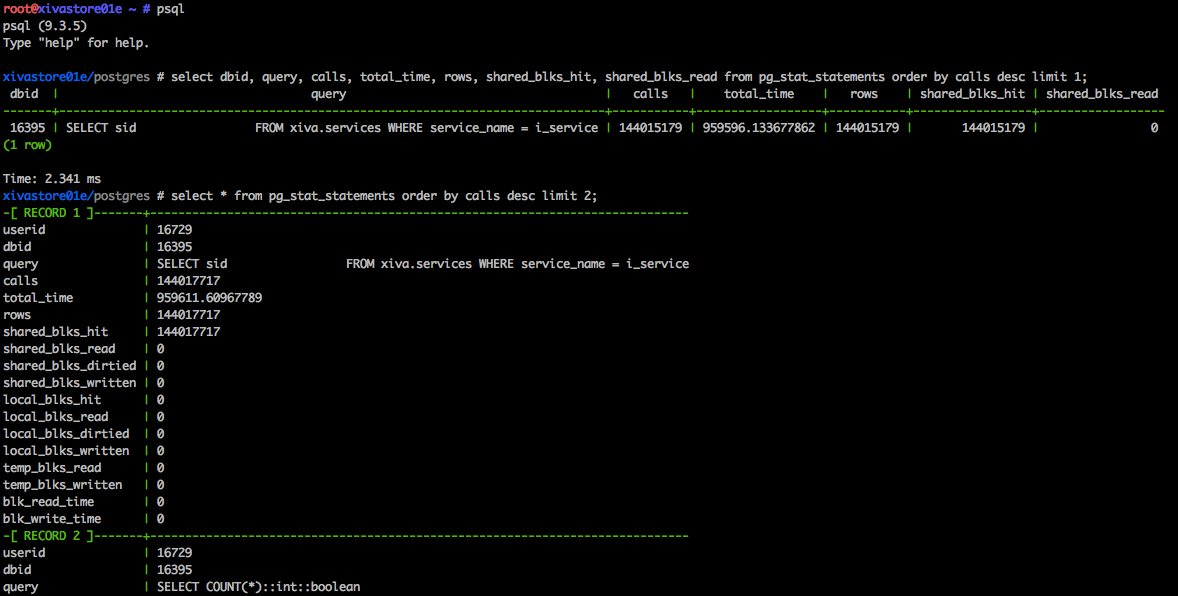 root@xivastore01e ~ # psql
psql (9.3.5)
Type "help" for help.

xivastore01e/postgres # select dbid, query, calls, total_time, rows, shared_blks_hit, shared_blks_read from pg_stat_statements order by calls desc limit 1;
 dbid  |                                    query                                     |   calls   |    total_time    |   rows    | shared_blks_hit | shared_blks_read
-------+------------------------------------------------------------------------------+-----------+------------------+-----------+-----------------+------------------
 16395 | SELECT sid                 FROM xiva.services WHERE service_name = i_service | 144015179 | 959596.133677862 | 144015179 |       144015179 |                0
(1 row)

Time: 2.341 ms
xivastore01e/postgres # select * from pg_stat_statements order by calls desc limit 2;
-[ RECORD 1 ]-------+-----------------------------------------------------------------------------
userid              | 16729
dbid                | 16395
query               | SELECT sid                 FROM xiva.services WHERE service_name = i_service
calls               | 144017717
total_time          | 959611.60967789
rows                | 144017717
shared_blks_hit     | 144017717
shared_blks_read    | 0
shared_blks_dirtied | 0
shared_blks_written | 0
local_blks_hit      | 0
local_blks_read     | 0
local_blks_dirtied  | 0
local_blks_written  | 0
temp_blks_read      | 0
temp_blks_written   | 0
blk_read_time       | 0
blk_write_time      | 0
-[ RECORD 2 ]-------+-----------------------------------------------------------------------------
userid              | 16729
dbid                | 16395
query               | SELECT COUNT(*)::int::boolean